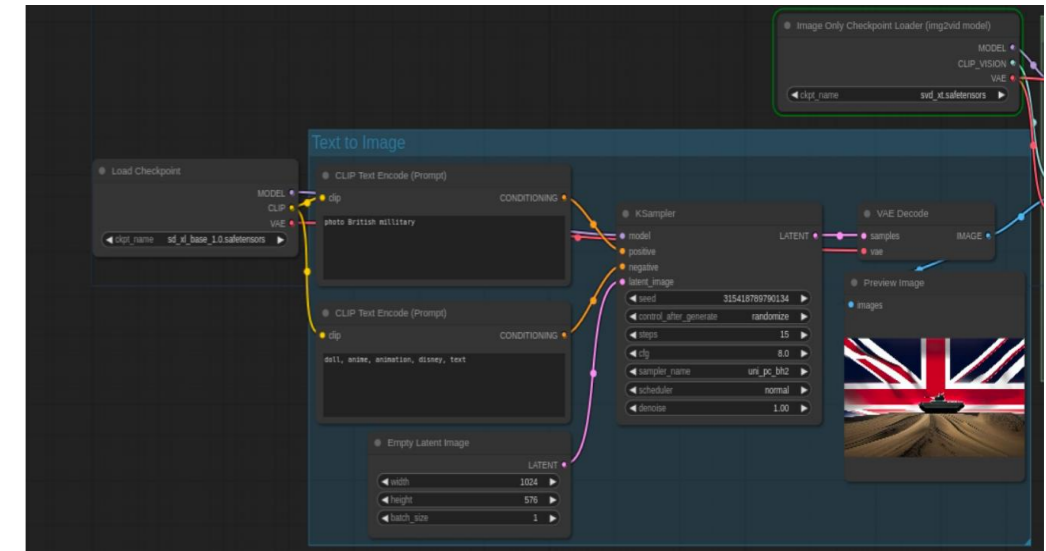 Image Only Checkpoint Loader (img2vid model)
MODEL
CLIP_VISION
VAE
ckpt_name svd_xt.safetensors
Text to Image
Load Checkpoint
MODEL
CLIP
VAE
ckpt_name sd_xl_base_1.0.safetensors
CLIP Text Encode (Prompt)
clip CONDITIONING
photo British millitery
CLIP Text Encode (Prompt)
clip CONDITIONING
doll, anime, animation, disney, text
Empty Latent Image
LATENT
width 1024
height 576
batch_size 1
KSampler
model LATENT
positive
negative
latent_image
seed 315418789790134
control_after_generate randomize
steps 15
cfg 8.0
sampler_name uni_pc_bh2
scheduler normal
denoise 1.00
VAE Decode
samples IMAGE
vae
Preview Image
images